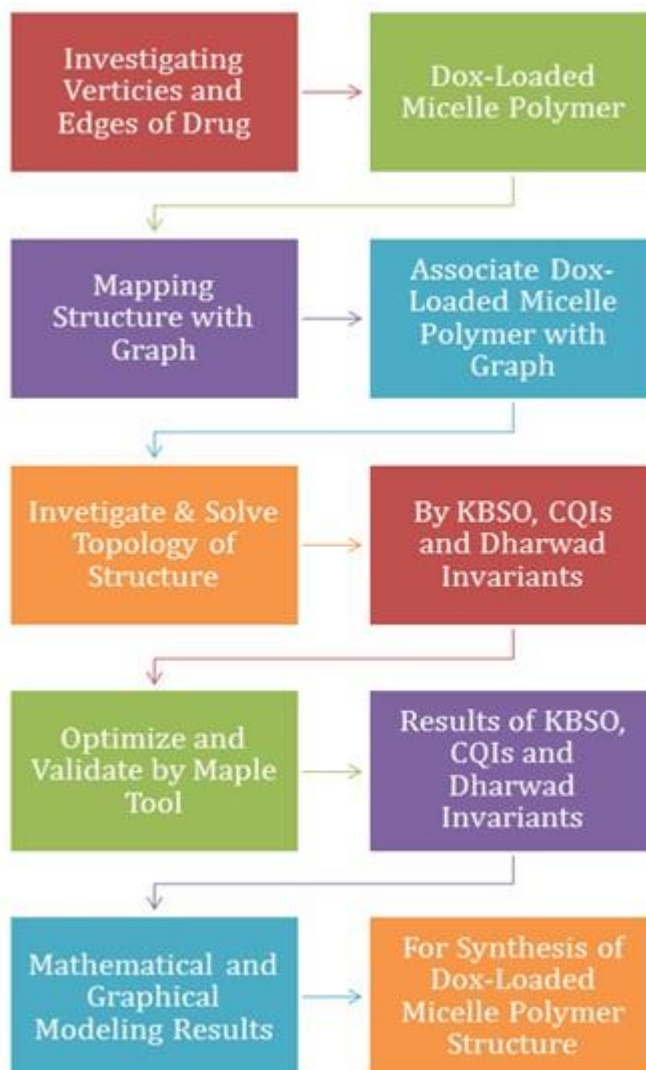 Investigating
Verticies and
Edges of Drug
Dox-Loaded
Micelle Polymer
Mapping
Structure with
Graph
Associate Dox-
Loaded Micelle
Polymer with
Graph
Invetigate & Solve
Topology of
Structure
By KBSO, CQIs
and Dharwad
Invariants
Optimize and
Validate by Maple
Tool
Results of KBSO,
CQIs and
Dharwad
Invariants
Mathematical and
Graphical
Modeling Results
For Synthesis of
Dox-Loaded
Micelle Polymer
Structure